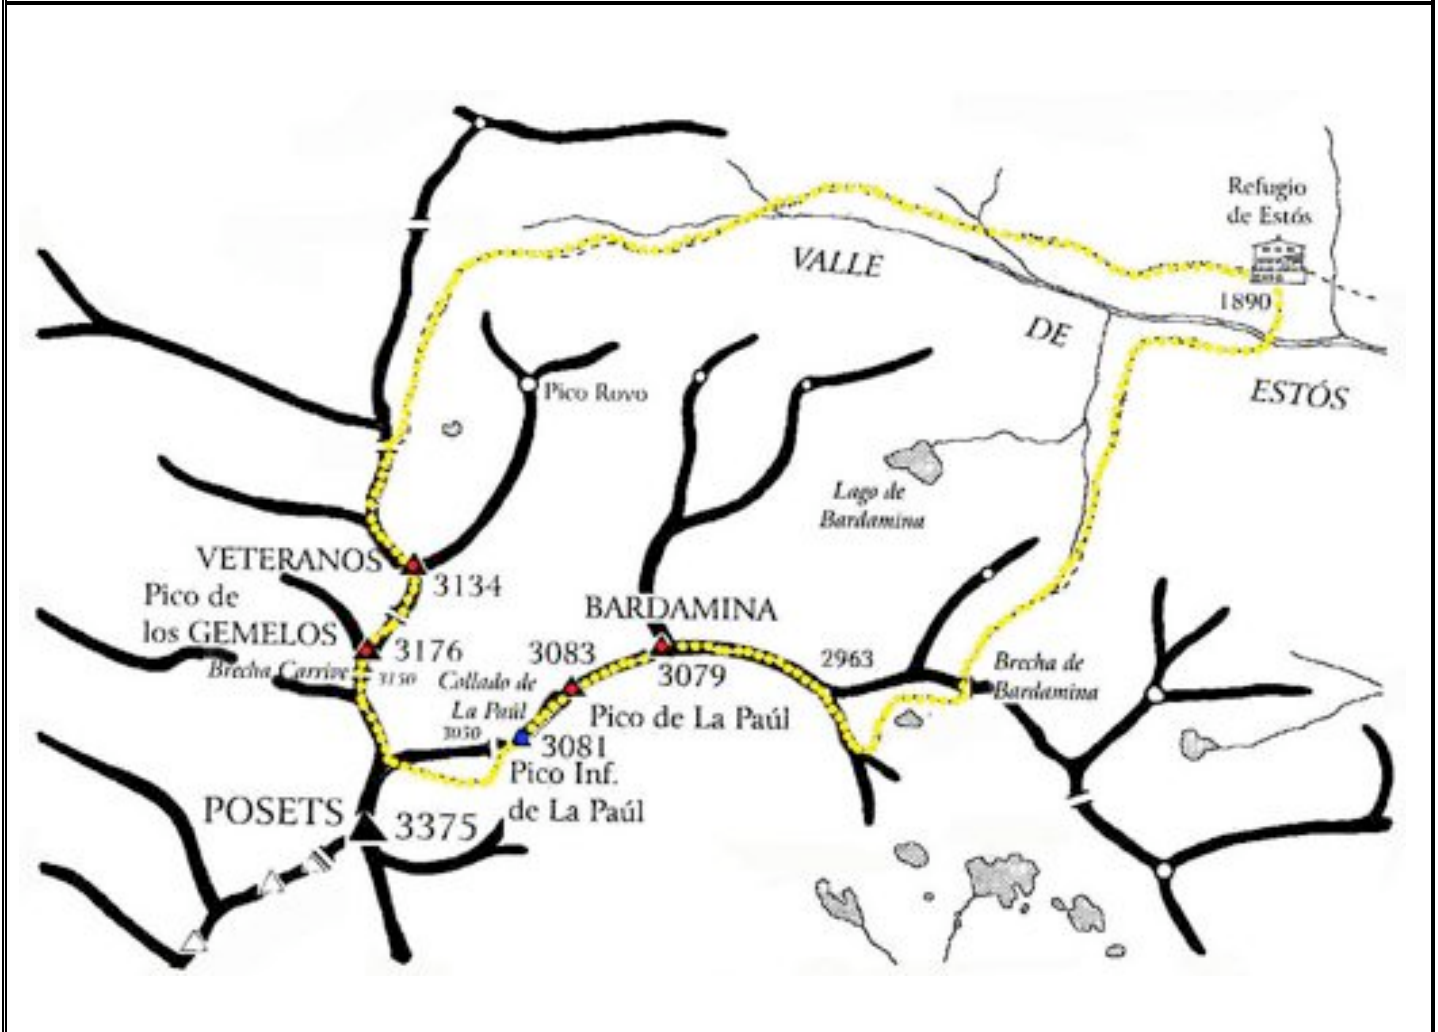 Refugio
de Estós
1890
VALLE
DE
ESTÓS
Pico Royo
Lago de
Bardamina
VETERANOS
3134
Pico de
los GEMELOS
3176
Brecha Carrive
3150
BARDAMINA
3079
3083
2963
Collado de
La Paúl
3050
Pico de La Paúl
3081
Pico Inf.
de La Paúl
Brecha de
Bardamina
POSETS
3375